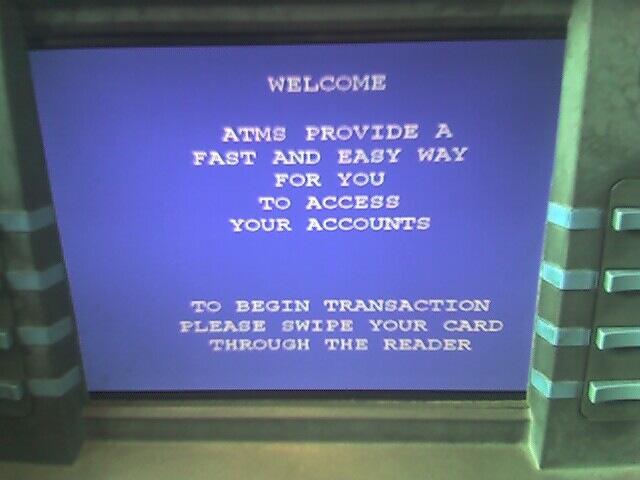 WELCOME
ATMS PROVIDE A
FAST AND EASY WAY
FOR YOU
TO ACCESS
YOUR ACCOUNTS
TO BEGIN TRANSACTION
PLEASE SWIPE YOUR CARD
THROUGH THE READER